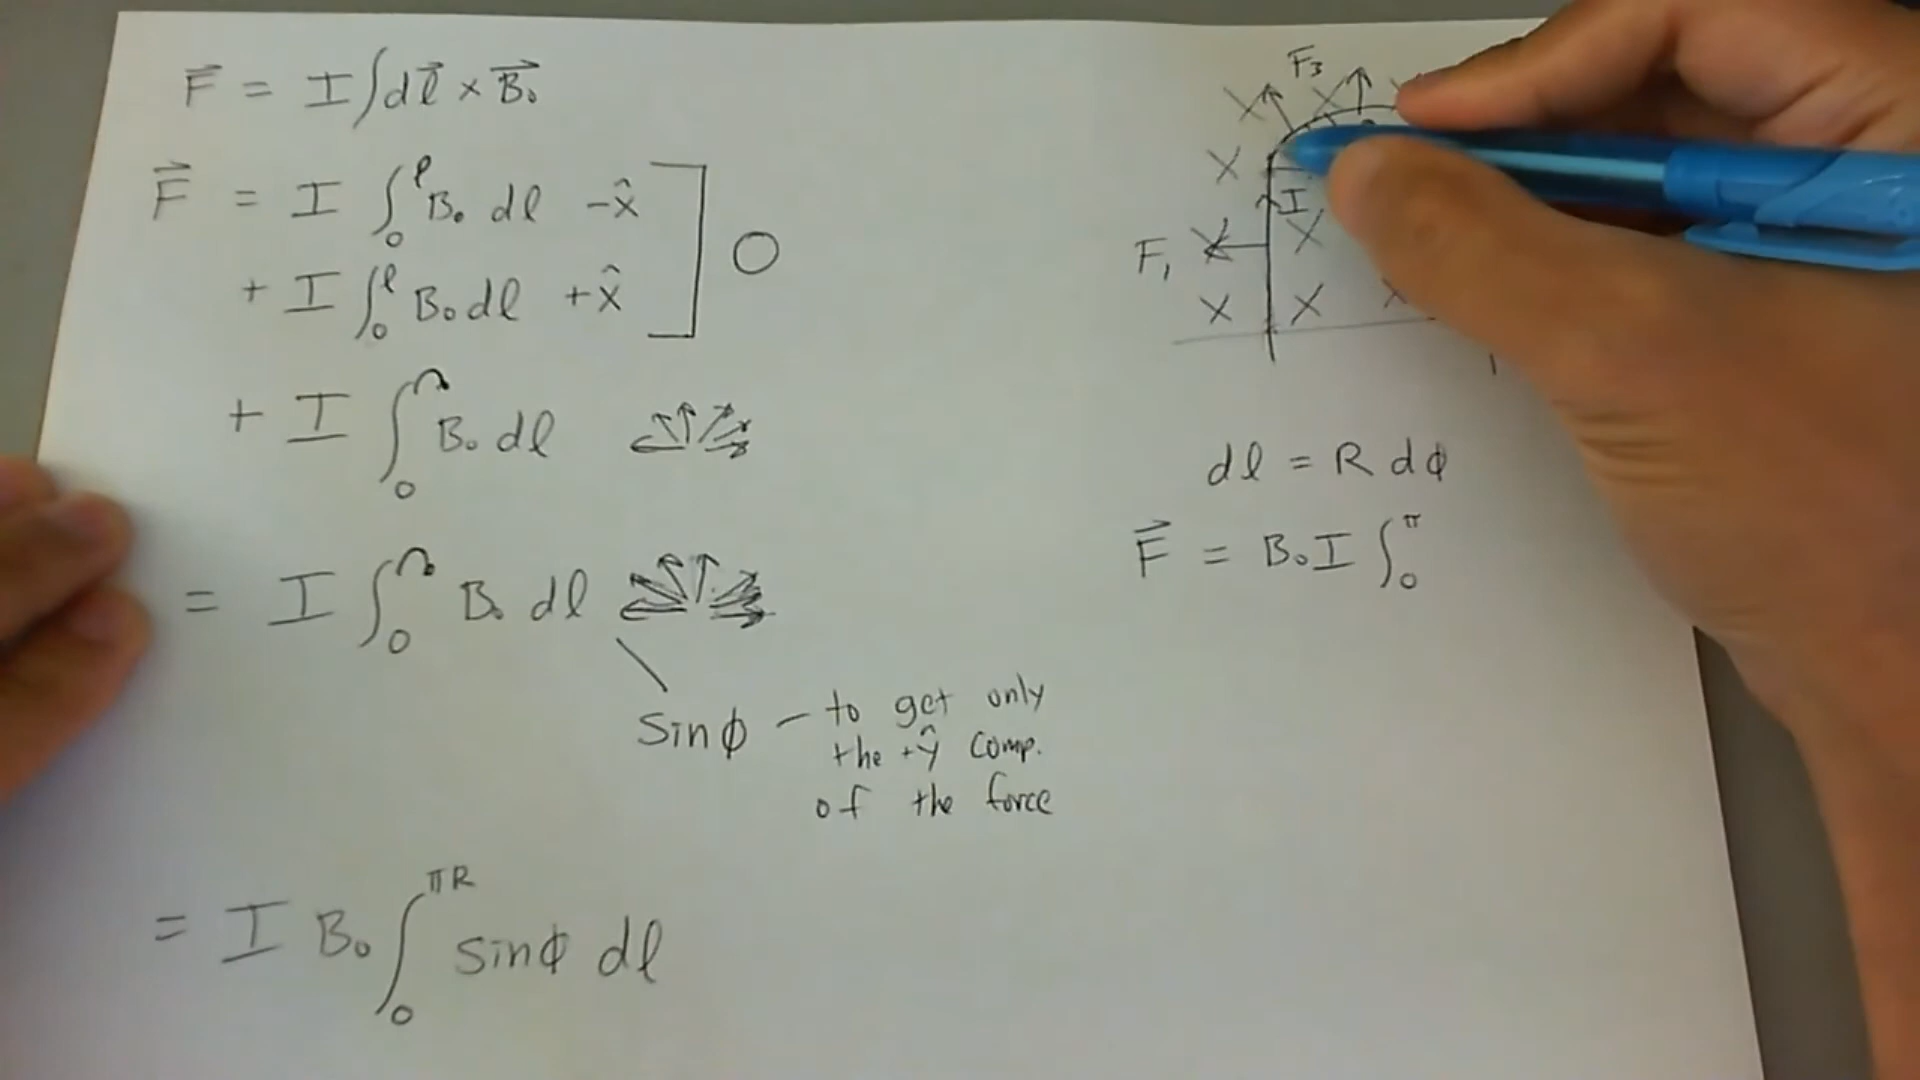 F⃗ = I ∫ dl⃗ × B⃗₀
F⃗ = I ∫₀^ℓ B₀ dℓ -x̂
+ I ∫₀^ℓ B₀ dℓ +x̂
0
+ I ∫₀ B₀ dℓ
= I ∫₀ B₀ dℓ
sinϕ – to get only
the +ŷ comp.
of the force
= I B₀ ∫₀^πR sinϕ dℓ
F₃
I
F₁
dℓ = R dϕ
F⃗ = B₀ I ∫₀^π